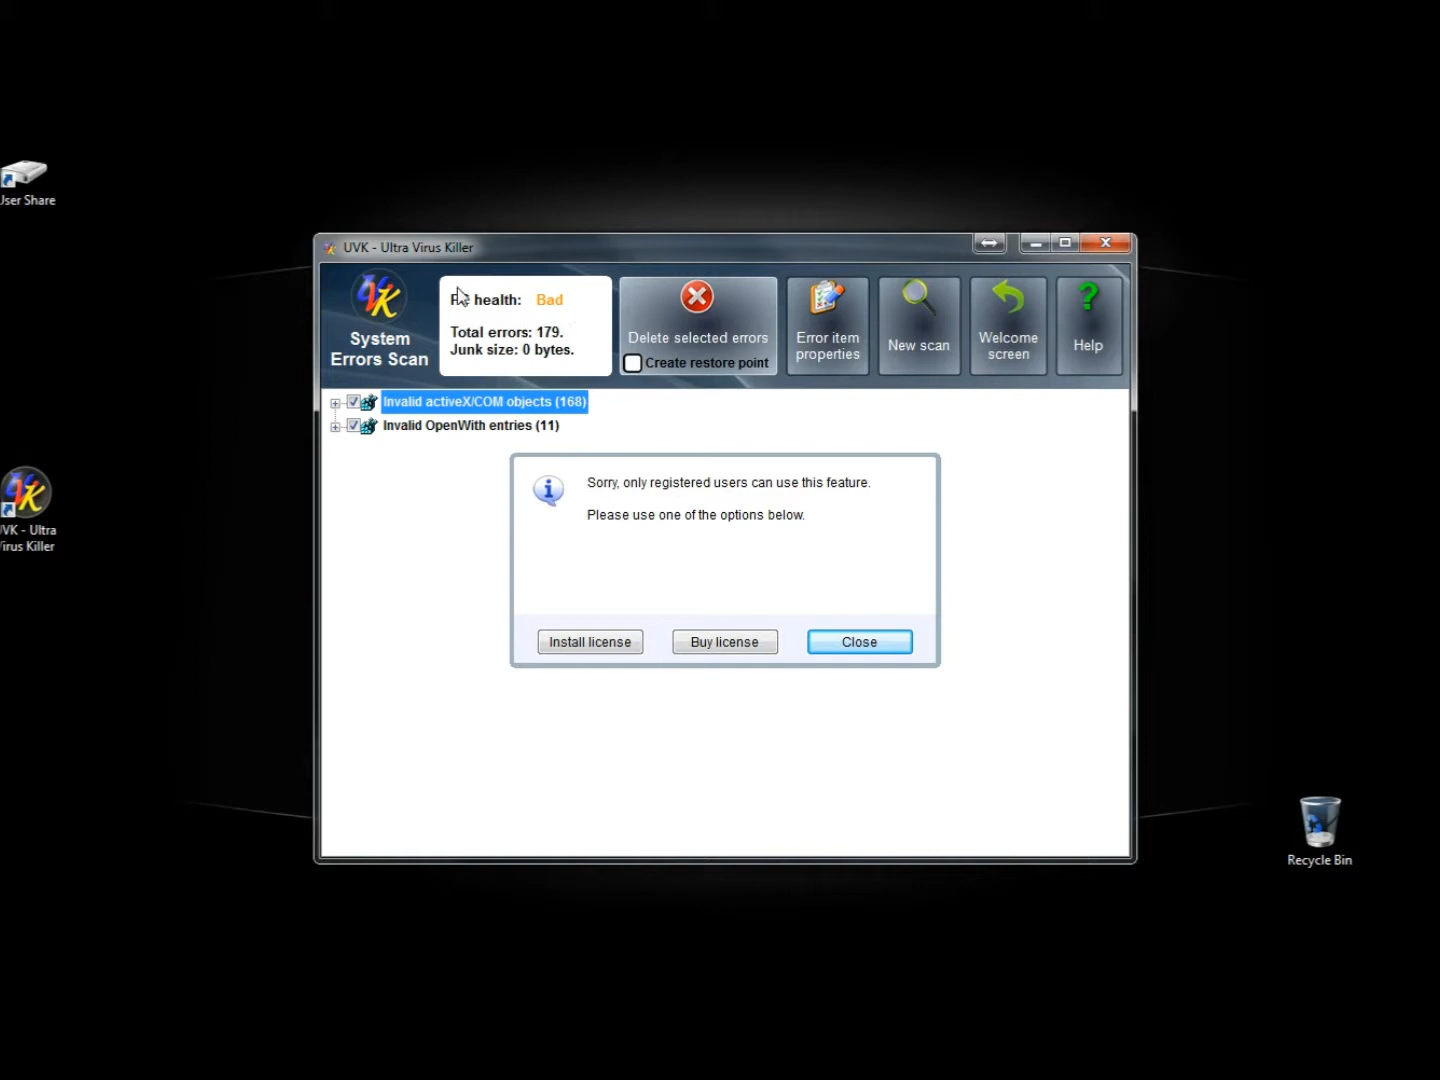 User Share
UVK - Ultra Virus Killer
UVK
System
Errors Scan
PC health: Bad
Total errors: 179.
Junk size: 0 bytes.
Delete selected errors
Create restore point
Error item
properties
New scan
Welcome
screen
Help
Invalid activeX/COM objects (168)
Invalid OpenWith entries (11)
Sorry, only registered users can use this feature.
Please use one of the options below.
Install license
Buy license
Close
UVK
UVK - Ultra
Virus Killer
Recycle Bin